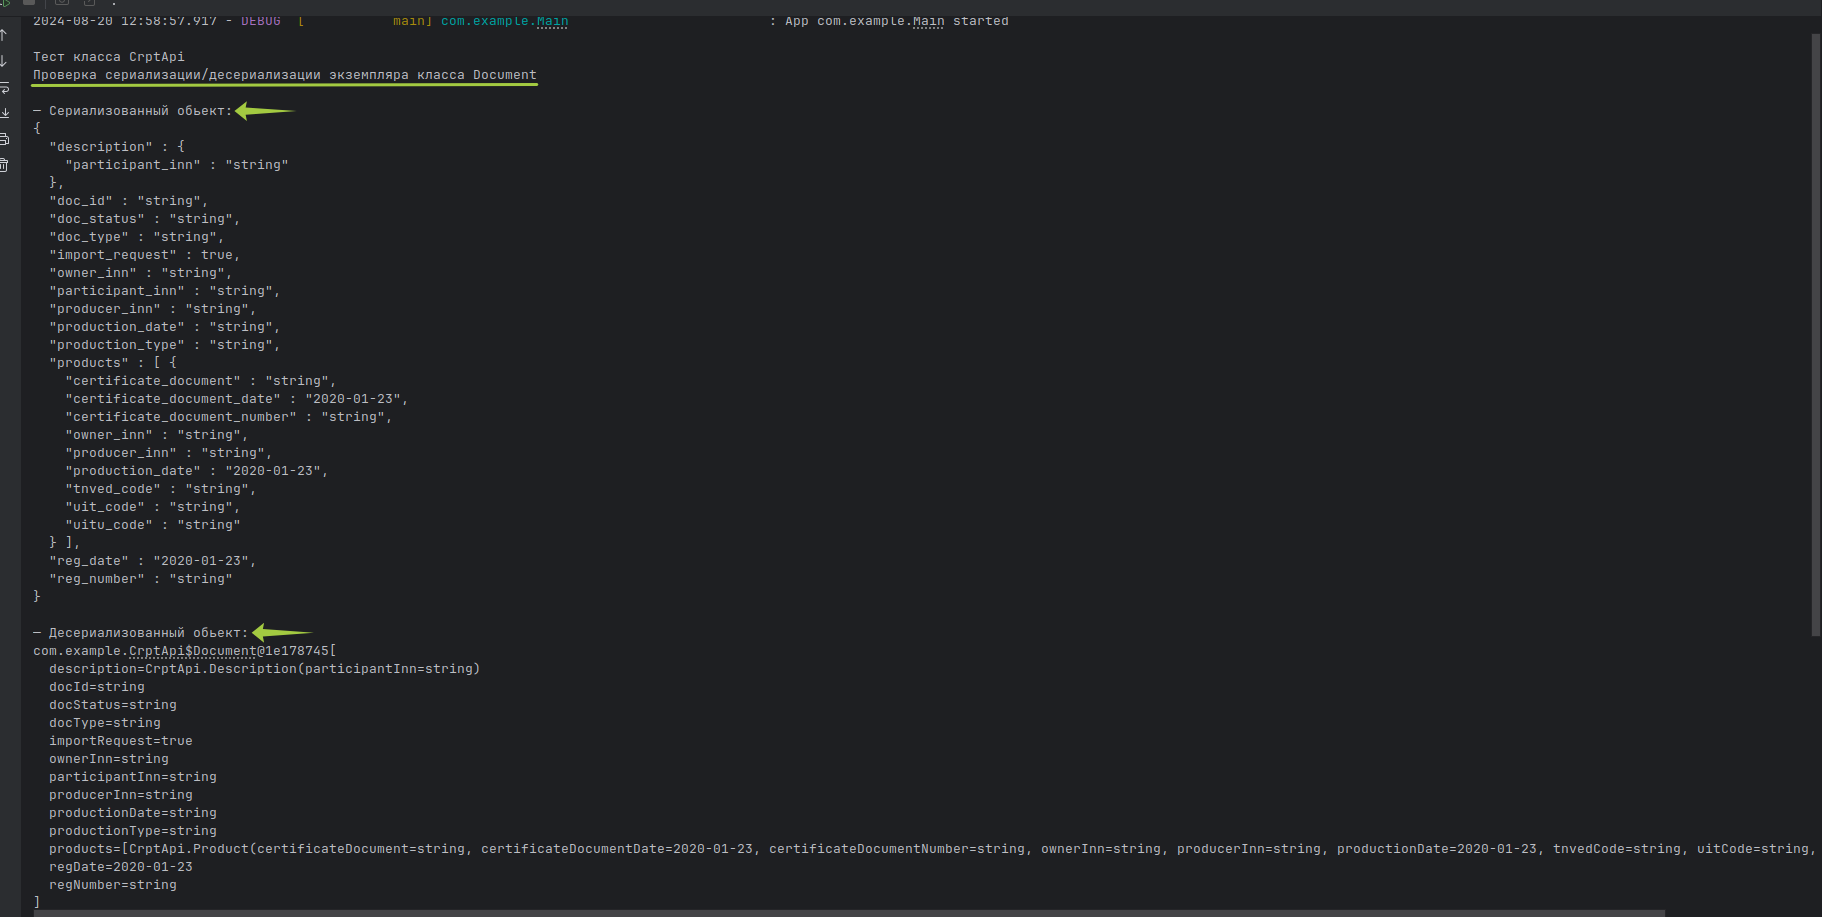 2024-08-20 12:58:57.917 - DEBUG  [           main] com.example.Main                         : App com.example.Main started
Тест класса CrptApi
Проверка сериализации/десериализации экземпляра класса Document
— Сериализованный обьект:
{
  "description" : {
    "participant_inn" : "string"
  },
  "doc_id" : "string",
  "doc_status" : "string",
  "doc_type" : "string",
  "import_request" : true,
  "owner_inn" : "string",
  "participant_inn" : "string",
  "producer_inn" : "string",
  "production_date" : "string",
  "production_type" : "string",
  "products" : [ {
    "certificate_document" : "string",
    "certificate_document_date" : "2020-01-23",
    "certificate_document_number" : "string",
    "owner_inn" : "string",
    "producer_inn" : "string",
    "production_date" : "2020-01-23",
    "tnved_code" : "string",
    "uit_code" : "string",
    "uitu_code" : "string"
  } ],
  "reg_date" : "2020-01-23",
  "reg_number" : "string"
}
— Десериализованный обьект:
com.example.CrptApi$Document@1e178745[
  description=CrptApi.Description(participantInn=string)
  docId=string
  docStatus=string
  docType=string
  importRequest=true
  ownerInn=string
  participantInn=string
  producerInn=string
  productionDate=string
  productionType=string
  products=[CrptApi.Product(certificateDocument=string, certificateDocumentDate=2020-01-23, certificateDocumentNumber=string, ownerInn=string, producerInn=string, productionDate=2020-01-23, tnvedCode=string, uitCode=string,
  regDate=2020-01-23
  regNumber=string
]